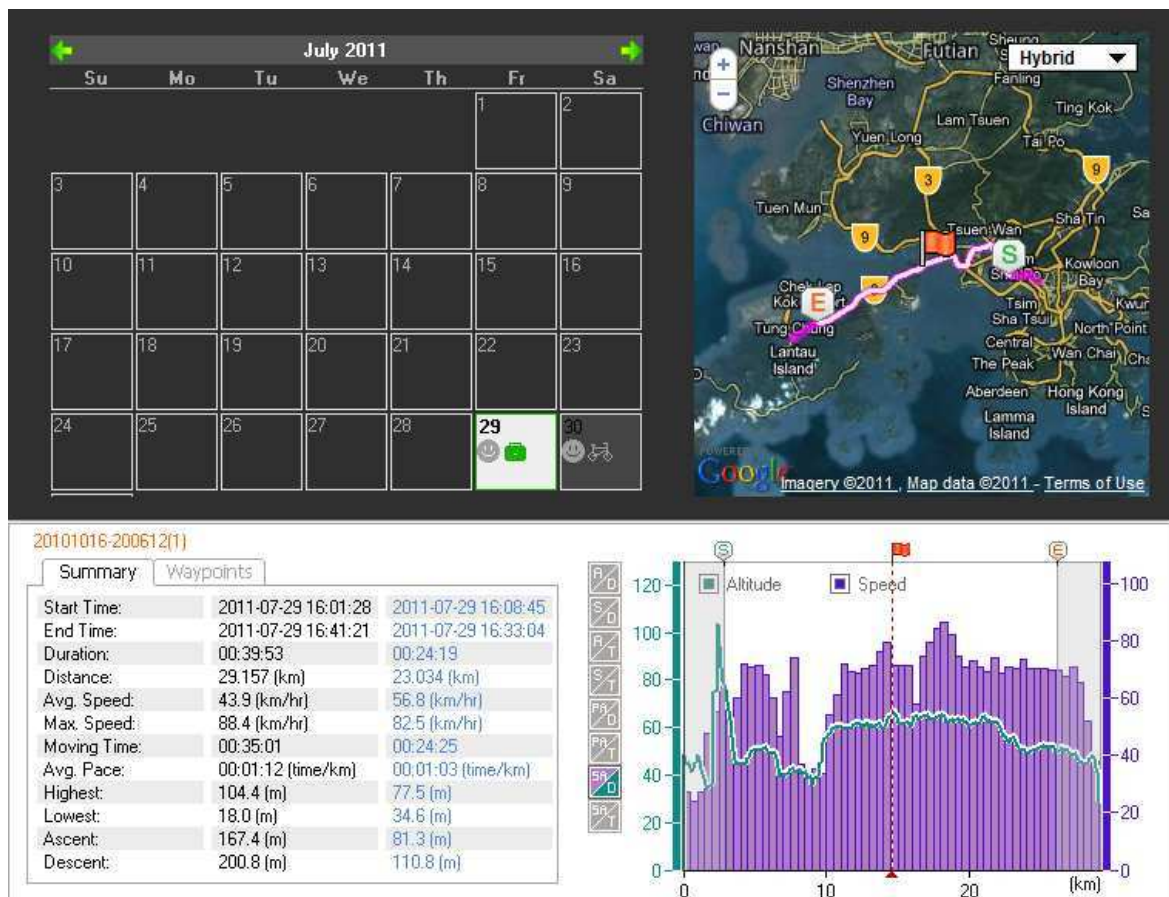 July 2011
Su Mo Tu We Th Fr Sa
1 2
3 4 5 6 7 8 9
10 11 12 13 14 15 16
17 18 19 20 21 22 23
24 25 26 27 28 29 30
Nanshan Futian Sheung
Hybrid
+
−
Shenzhen
Bay
Fanling
Ting Kok
Chiwan
Lam Tsuen
Yuen Long
Tai Po
3
9
Tuen Mun
Tsuen Wan
Sha Tin
9
S
Kowloon
Bay
E
Tsim
Sha Tsui
Tung Chung
North Point
Central
Lantau
Island
The Peak
Wan Chai
Aberdeen
Hong Kong
Island
Lamma
Island
POWERED
Google
Imagery ©2011 , Map data ©2011 - Terms of Use
20101016-200612(1)
Summary Waypoints
Start Time: 2011-07-29 16:01:28 2011-07-29 16:08:45
End Time: 2011-07-29 16:41:21 2011-07-29 16:33:04
Duration: 00:39:53 00:24:19
Distance: 29.157 (km) 23.034 (km)
Avg. Speed: 43.9 (km/hr) 56.8 (km/hr)
Max. Speed: 88.4 (km/hr) 82.5 (km/hr)
Moving Time: 00:35:01 00:24:25
Avg. Pace: 00:01:12 (time/km) 00:01:03 (time/km)
Highest: 104.4 (m) 77.5 (m)
Lowest: 18.0 (m) 34.6 (m)
Ascent: 167.4 (m) 81.3 (m)
Descent: 200.8 (m) 110.8 (m)
A/D
S/D
A/T
S/T
PA/D
PA/T
SA/D
SA/T
S E
Altitude Speed
120 100
100 80
80 60
60 40
40 20
20 0
0
0 10 20 (km)